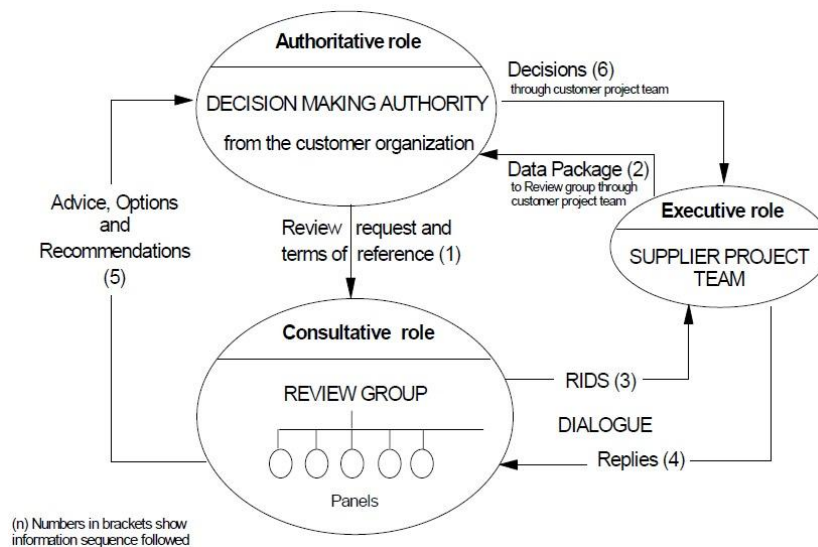 Authoritative role
DECISION MAKING AUTHORITY
from the customer organization
Decisions (6)
through customer project team
Data Package (2)
to Review group through
customer project team
Executive role
SUPPLIER PROJECT
TEAM
Advice, Options
and
Recommendations
(5)
Review request and
terms of reference (1)
Consultative role
REVIEW GROUP
Panels
RIDS (3)
DIALOGUE
Replies (4)
(n) Numbers in brackets show
information sequence followed